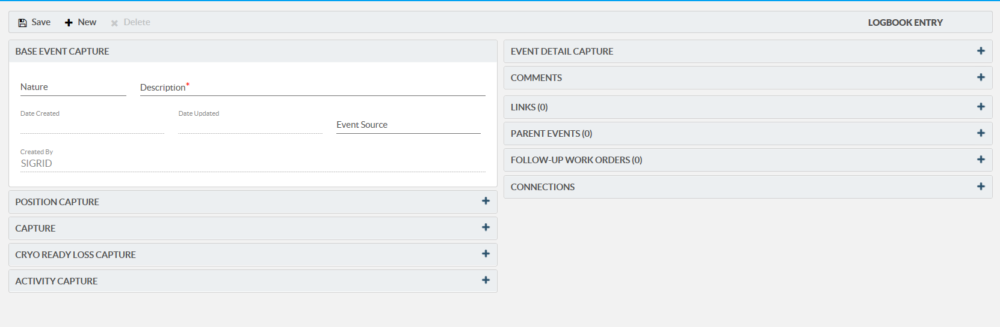 Save New Delete LOGBOOK ENTRY
BASE EVENT CAPTURE
Nature Description*
Date Created Date Updated
Event Source
Created By
SIGRID
POSITION CAPTURE
CAPTURE
CRYO READY LOSS CAPTURE
ACTIVITY CAPTURE
EVENT DETAIL CAPTURE
COMMENTS
LINKS (0)
PARENT EVENTS (0)
FOLLOW-UP WORK ORDERS (0)
CONNECTIONS